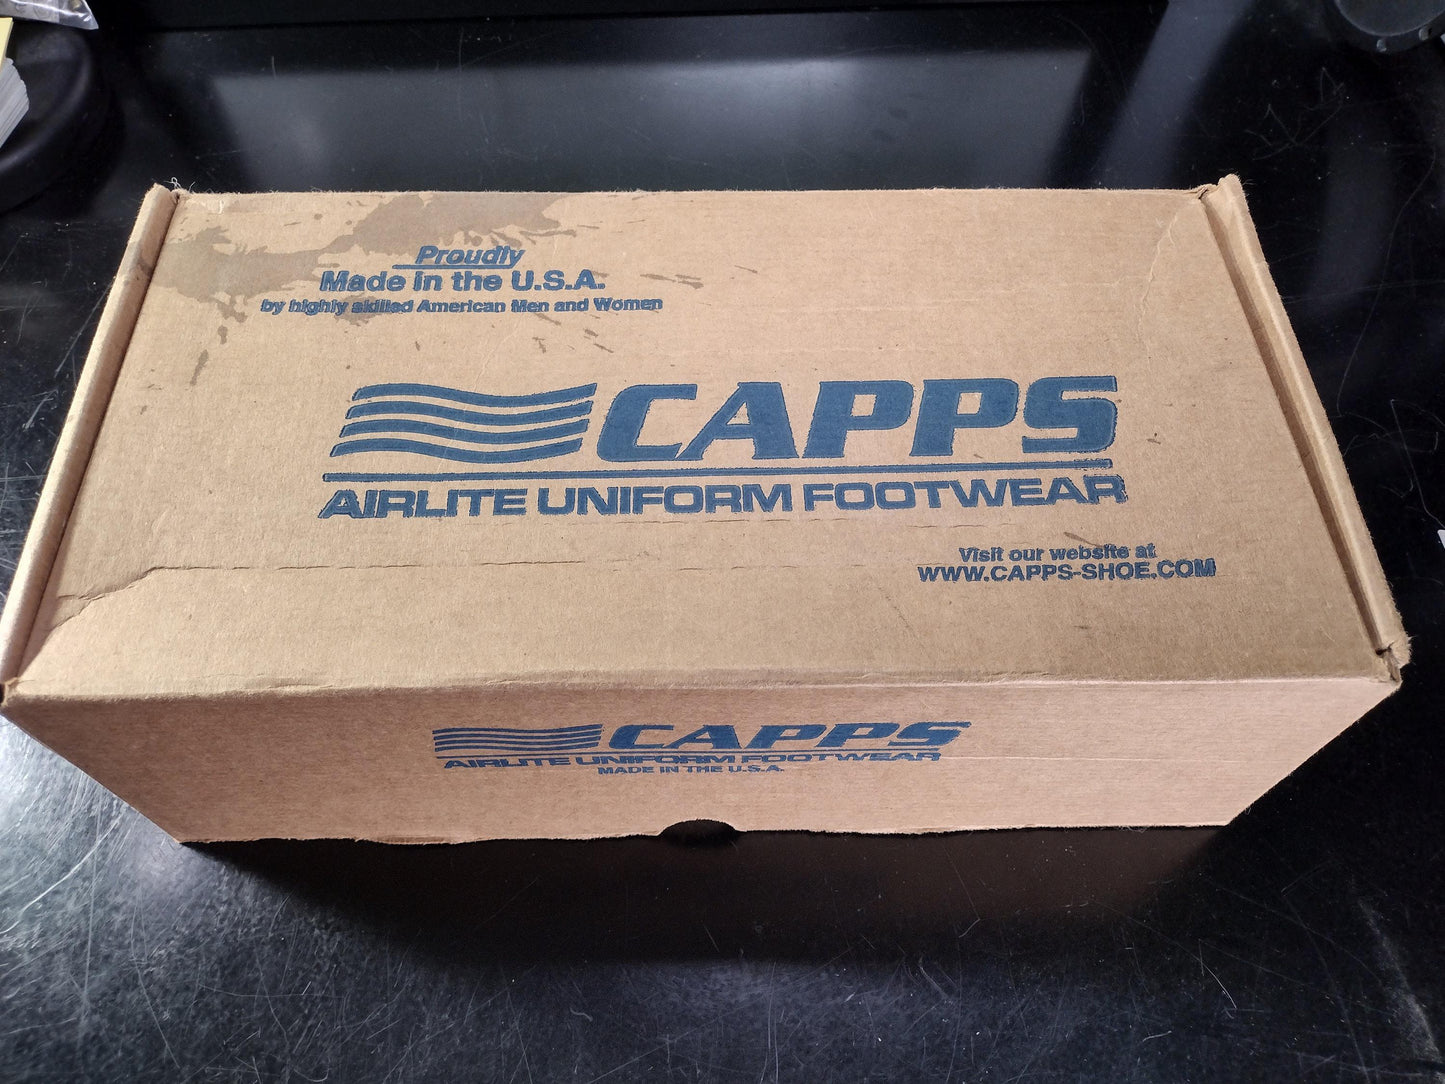 Proudly
Made in the U.S.A.
by highly skilled American Men and Women
CAPPS
AIRLITE UNIFORM FOOTWEAR
Visit our website at
WWW.CAPPS-SHOE.COM
CAPPS
AIRLITE UNIFORM FOOTWEAR
MADE IN THE U.S.A.